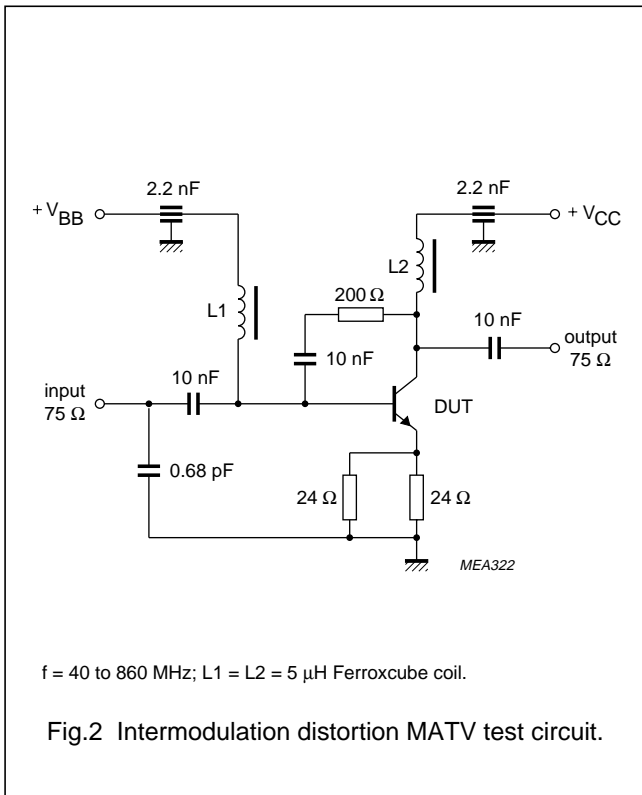 2.2 nF
2.2 nF
+ VBB
+ VCC
L2
200 Ω
L1
10 nF
10 nF
output
75 Ω
10 nF
input
75 Ω
DUT
0.68 pF
24 Ω
24 Ω
MEA322
f = 40 to 860 MHz; L1 = L2 = 5 μH Ferroxcube coil.
Fig.2 Intermodulation distortion MATV test circuit.